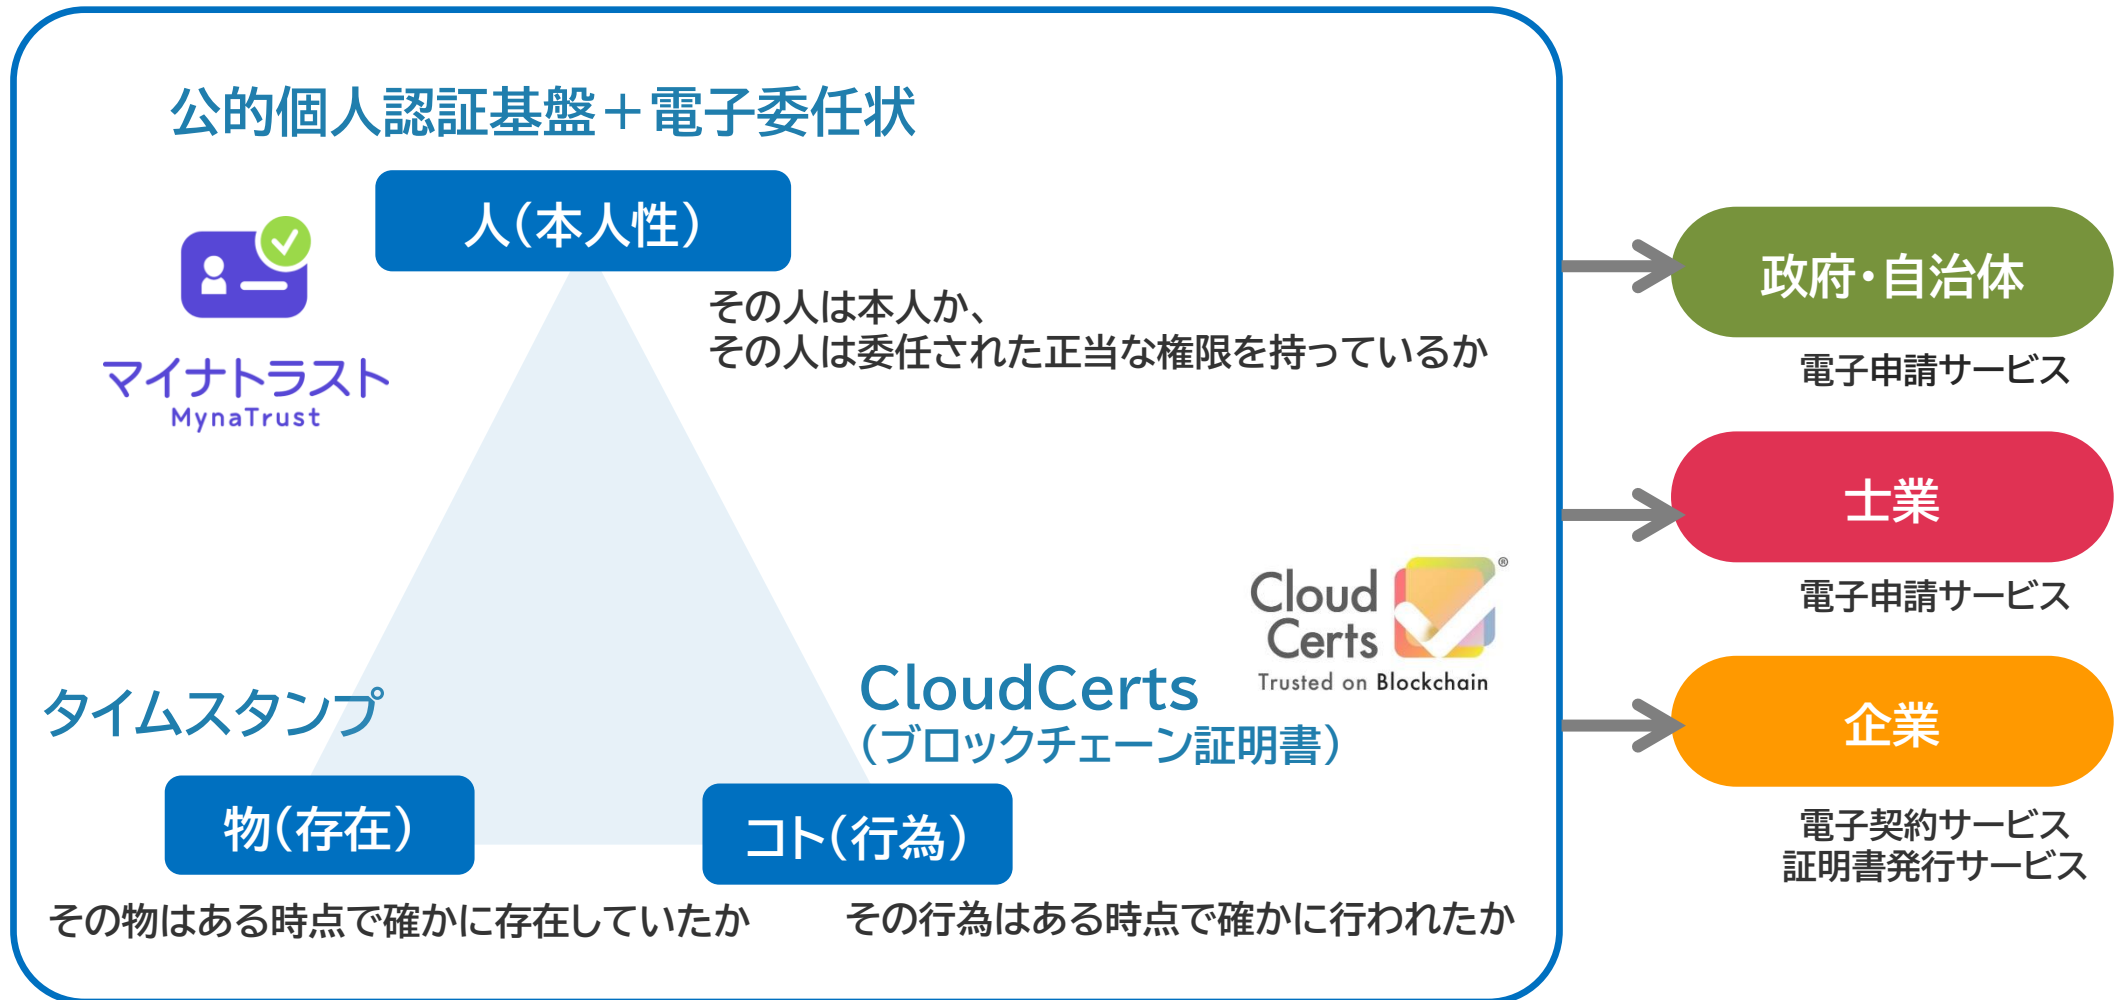 公的個人認証基盤＋電子委任状
人（本人性）
マイナトラスト
MynaTrust
その人は本人か、
その人は委任された正当な権限を持っているか
タイムスタンプ
物（存在）
その物はある時点で確かに存在していたか
Cloud
Certs
®
Trusted on Blockchain
CloudCerts
（ブロックチェーン証明書）
コト（行為）
その行為はある時点で確かに行われたか
政府・自治体
電子申請サービス
士業
電子申請サービス
企業
電子契約サービス
証明書発行サービス